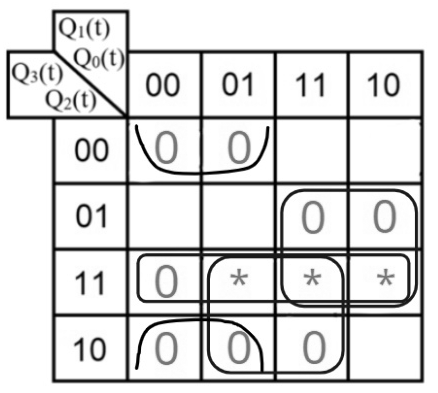 Q1(t)
Q0(t)
Q3(t)
Q2(t)
00 01 11 10
00 0 0
01 0 0
11 0 * * *
10 0 0 0